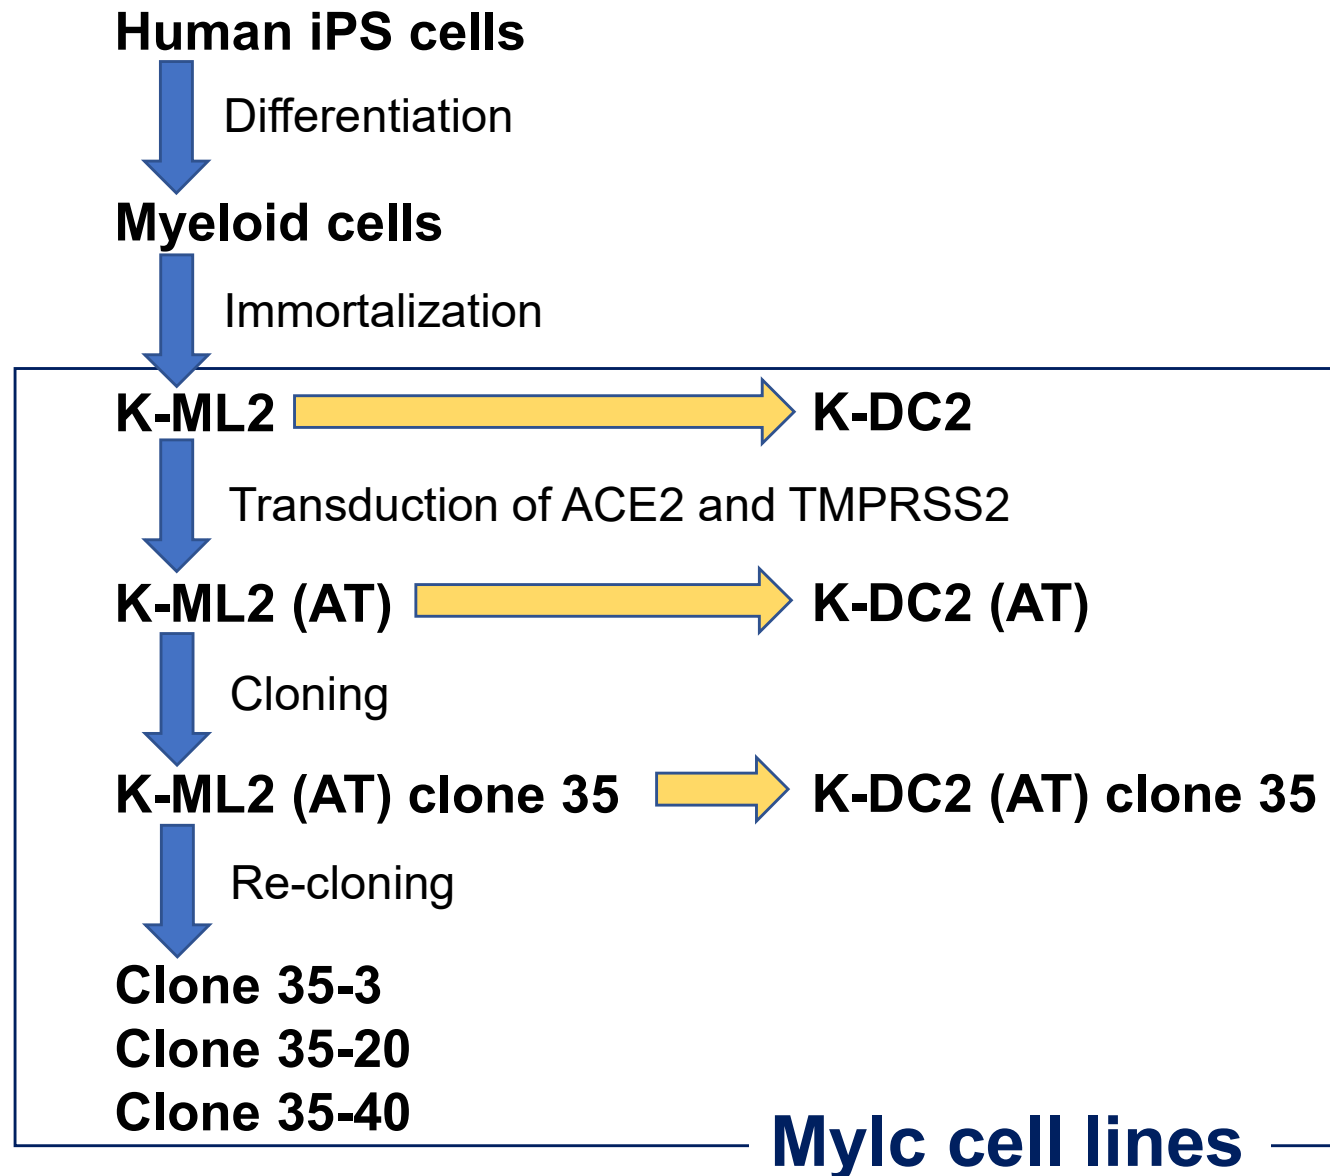 Human iPS cells
Differentiation
Myeloid cells
Immortalization
K-ML2
K-DC2
Transduction of ACE2 and TMPRSS2
K-ML2 (AT)
K-DC2 (AT)
Cloning
K-ML2 (AT) clone 35
K-DC2 (AT) clone 35
Re-cloning
Clone 35-3
Clone 35-20
Clone 35-40
Mylc cell lines